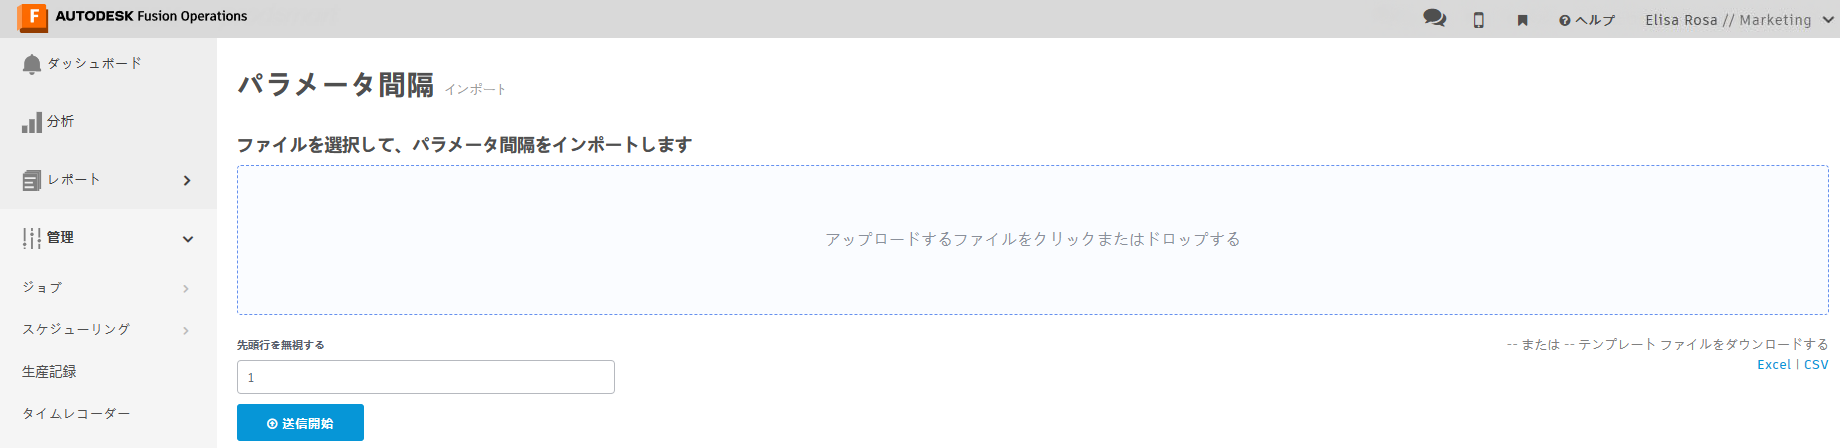 F AUTODESK Fusion Operations
ヘルプ
Elisa Rosa // Marketing
ダッシュボード
分析
レポート
管理
ジョブ
スケジューリング
生産記録
タイムレコーダー
パラメータ間隔 インポート
ファイルを選択して、パラメータ間隔をインポートします
アップロードするファイルをクリックまたはドロップする
先頭行を無視する
1
送信開始
-- または -- テンプレート ファイルをダウンロードする
Excel | CSV